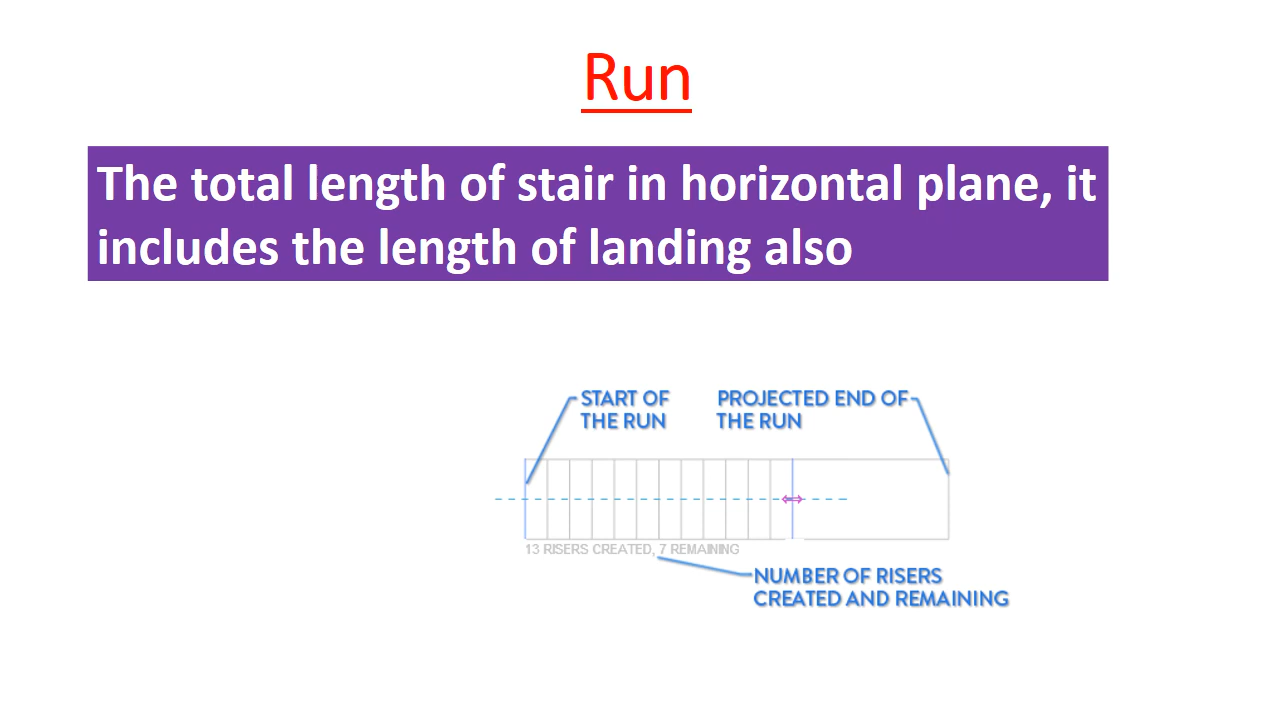 Run
The total length of stair in horizontal plane, it
includes the length of landing also
START OF
THE RUN
PROJECTED END OF
THE RUN
13 RISERS CREATED, 7 REMAINING
NUMBER OF RISERS
CREATED AND REMAINING